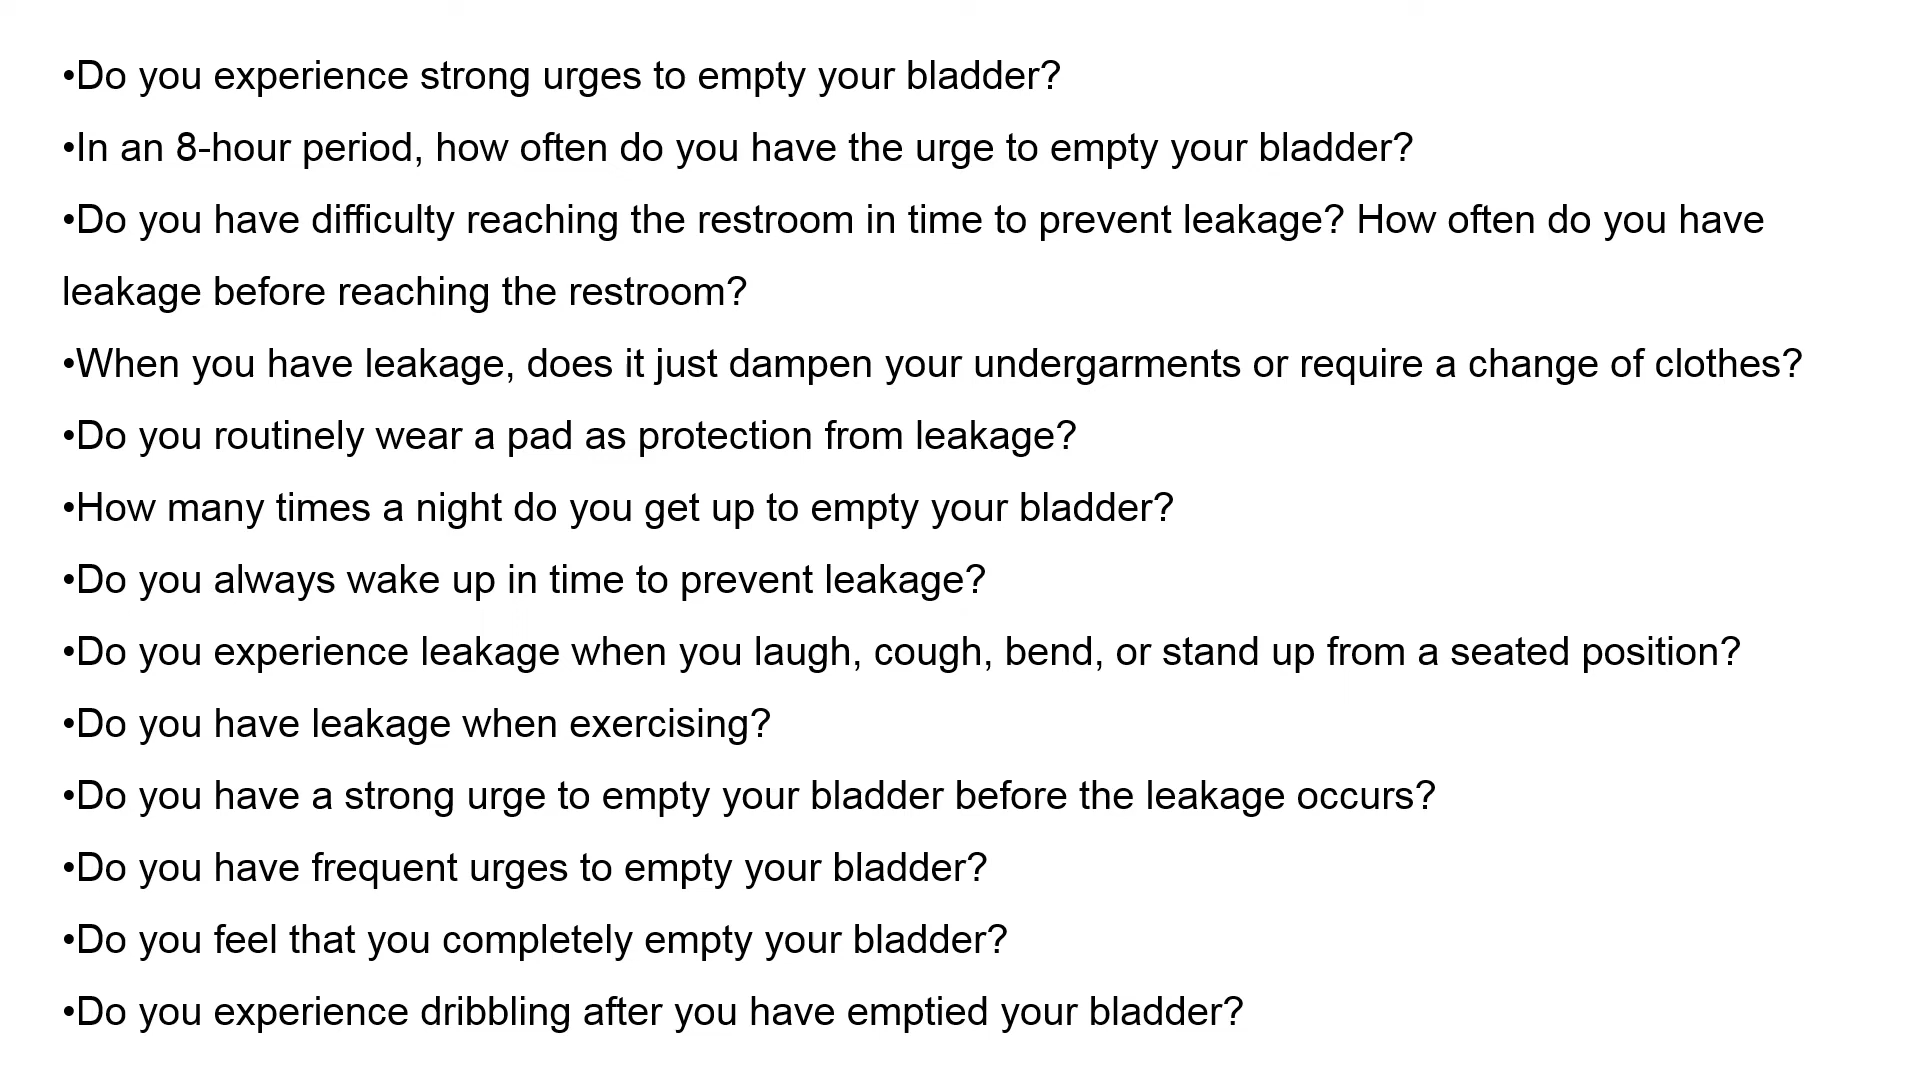 •Do you experience strong urges to empty your bladder?
•In an 8-hour period, how often do you have the urge to empty your bladder?
•Do you have difficulty reaching the restroom in time to prevent leakage? How often do you have
leakage before reaching the restroom?
•When you have leakage, does it just dampen your undergarments or require a change of clothes?
•Do you routinely wear a pad as protection from leakage?
•How many times a night do you get up to empty your bladder?
•Do you always wake up in time to prevent leakage?
•Do you experience leakage when you laugh, cough, bend, or stand up from a seated position?
•Do you have leakage when exercising?
•Do you have a strong urge to empty your bladder before the leakage occurs?
•Do you have frequent urges to empty your bladder?
•Do you feel that you completely empty your bladder?
•Do you experience dribbling after you have emptied your bladder?